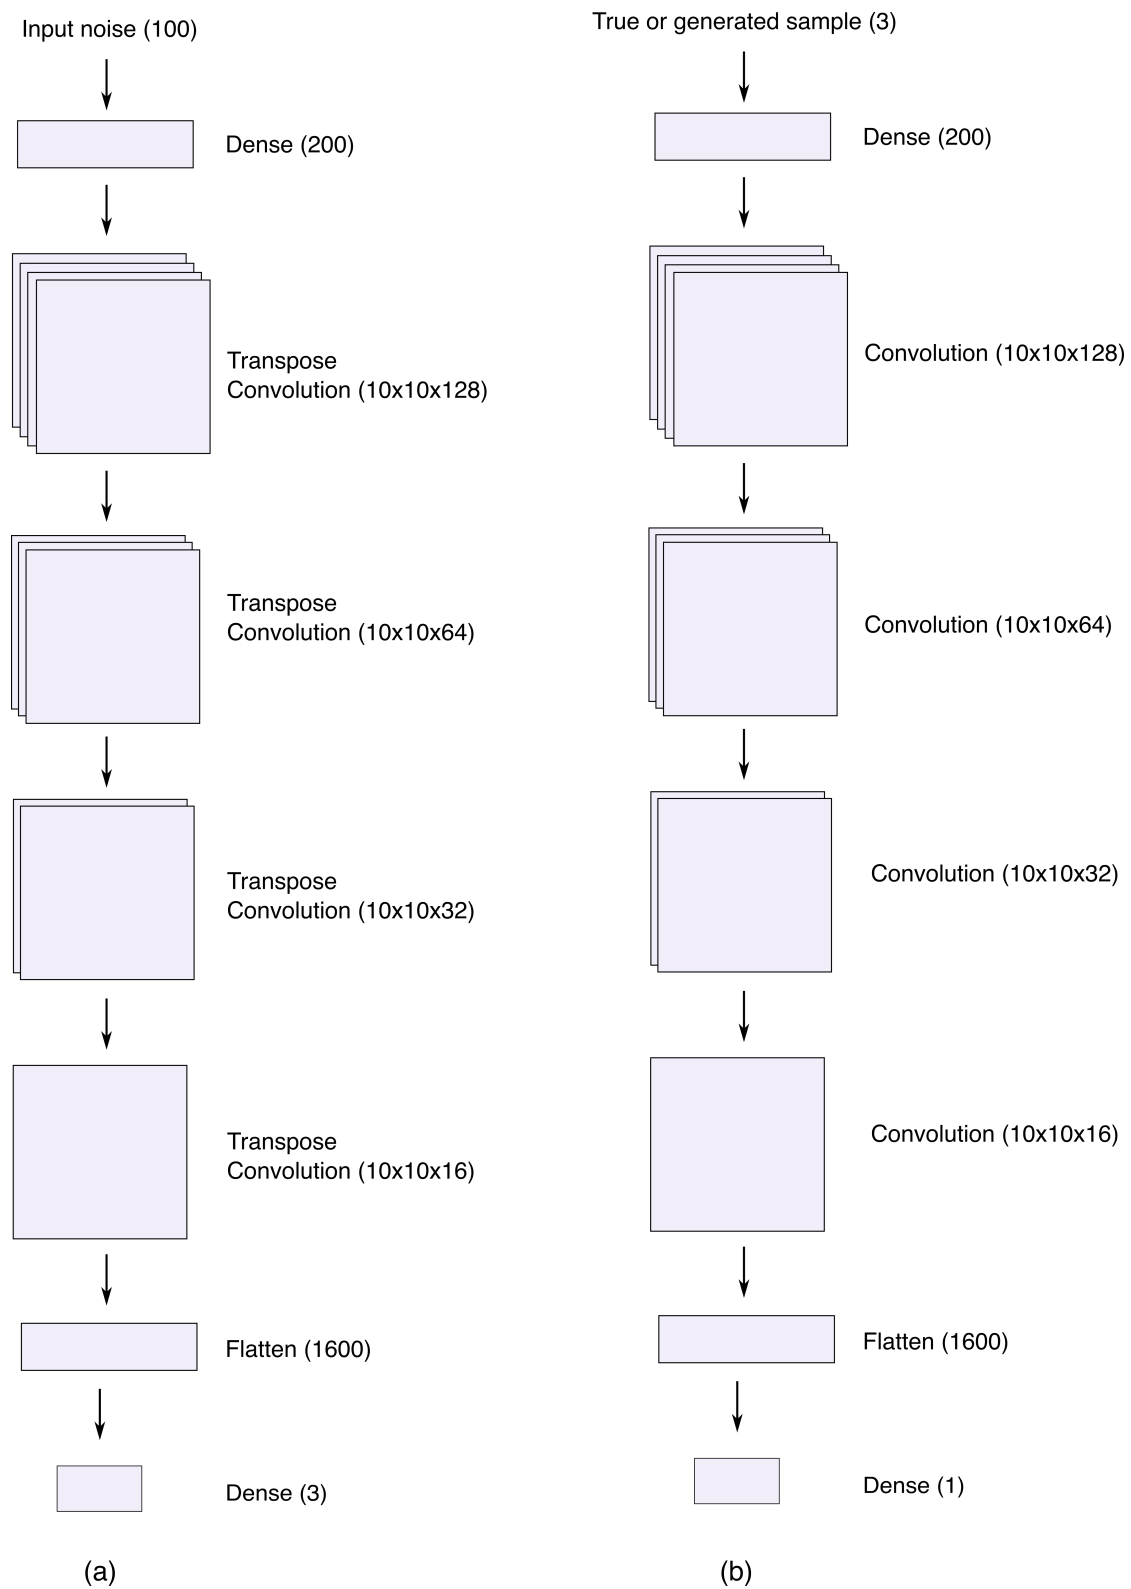 Input noise (100)
Dense (200)
Transpose
Convolution (10x10x128)
Transpose
Convolution (10x10x64)
Transpose
Convolution (10x10x32)
Transpose
Convolution (10x10x16)
Flatten (1600)
Dense (3)
(a)
True or generated sample (3)
Dense (200)
Convolution (10x10x128)
Convolution (10x10x64)
Convolution (10x10x32)
Convolution (10x10x16)
Flatten (1600)
Dense (1)
(b)